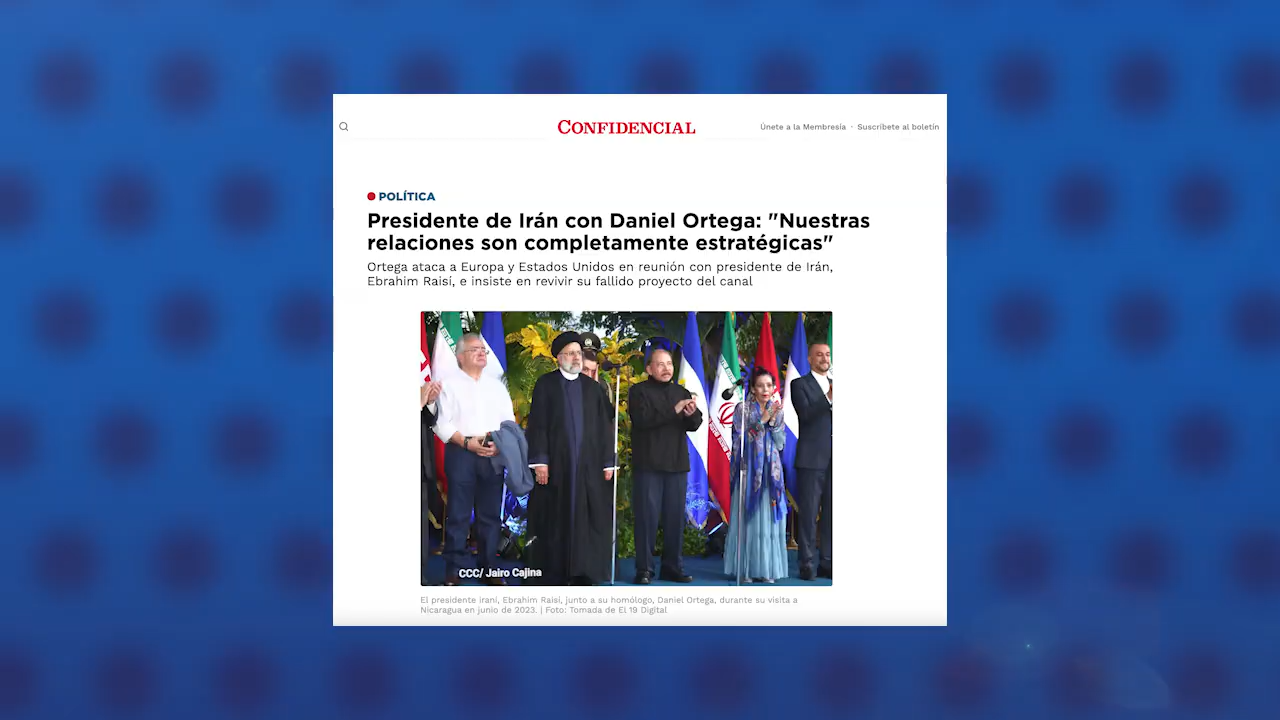 CONFIDENCIAL
Únete a la Membresía · Suscríbete al boletín
POLÍTICA
Presidente de Irán con Daniel Ortega: "Nuestras
relaciones son completamente estratégicas"
Ortega ataca a Europa y Estados Unidos en reunión con presidente de Irán,
Ebrahim Raisí, e insiste en revivir su fallido proyecto del canal
CCC/ Jairo Cajina
El presidente iraní, Ebrahim Raisí, junto a su homólogo, Daniel Ortega, durante su visita a
Nicaragua en junio de 2023. | Foto: Tomada de El 19 Digital